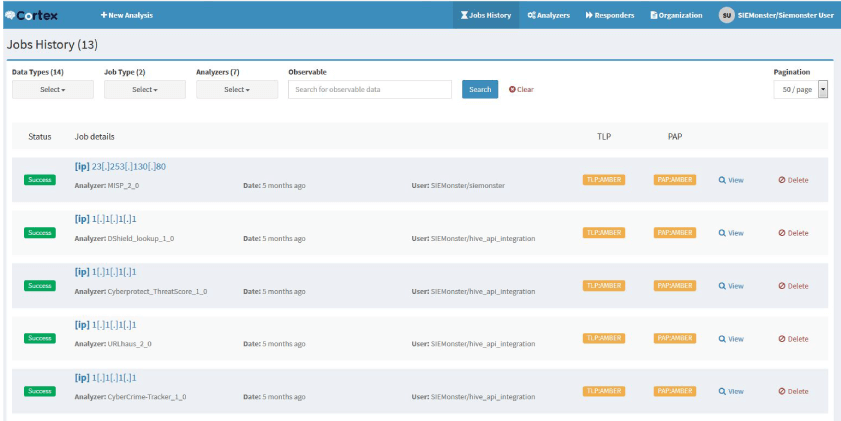 Cortex + New Analysis Jobs History Analyzers Responders Organization SU SIEMonster/Siemonster User
Jobs History (13)
Data Types (14) Job Type (2) Analyzers (7) Observable Pagination
Select Select Select Search for observable data Search Clear 50 / page
Status Job details TLP PAP
[ip] 23[.]253[.]130[.]80
Success TLP:AMBER PAP:AMBER View Delete
Analyzer: MISP_2_0 Date: 5 months ago User: SIEMonster/siemonster
[ip] 1[.]1[.]1[.]1
Success TLP:AMBER PAP:AMBER View Delete
Analyzer: DShield_lookup_1_0 Date: 5 months ago User: SIEMonster/hive_api_integration
[ip] 1[.]1[.]1[.]1
Success TLP:AMBER PAP:AMBER View Delete
Analyzer: Cyberprotect_ThreatScore_1_0 Date: 5 months ago User: SIEMonster/hive_api_integration
[ip] 1[.]1[.]1[.]1
Success TLP:AMBER PAP:AMBER View Delete
Analyzer: URLhaus_2_0 Date: 5 months ago User: SIEMonster/hive_api_integration
[ip] 1[.]1[.]1[.]1
Success TLP:AMBER PAP:AMBER View Delete
Analyzer: CyberCrime-Tracker_1_0 Date: 5 months ago User: SIEMonster/hive_api_integration